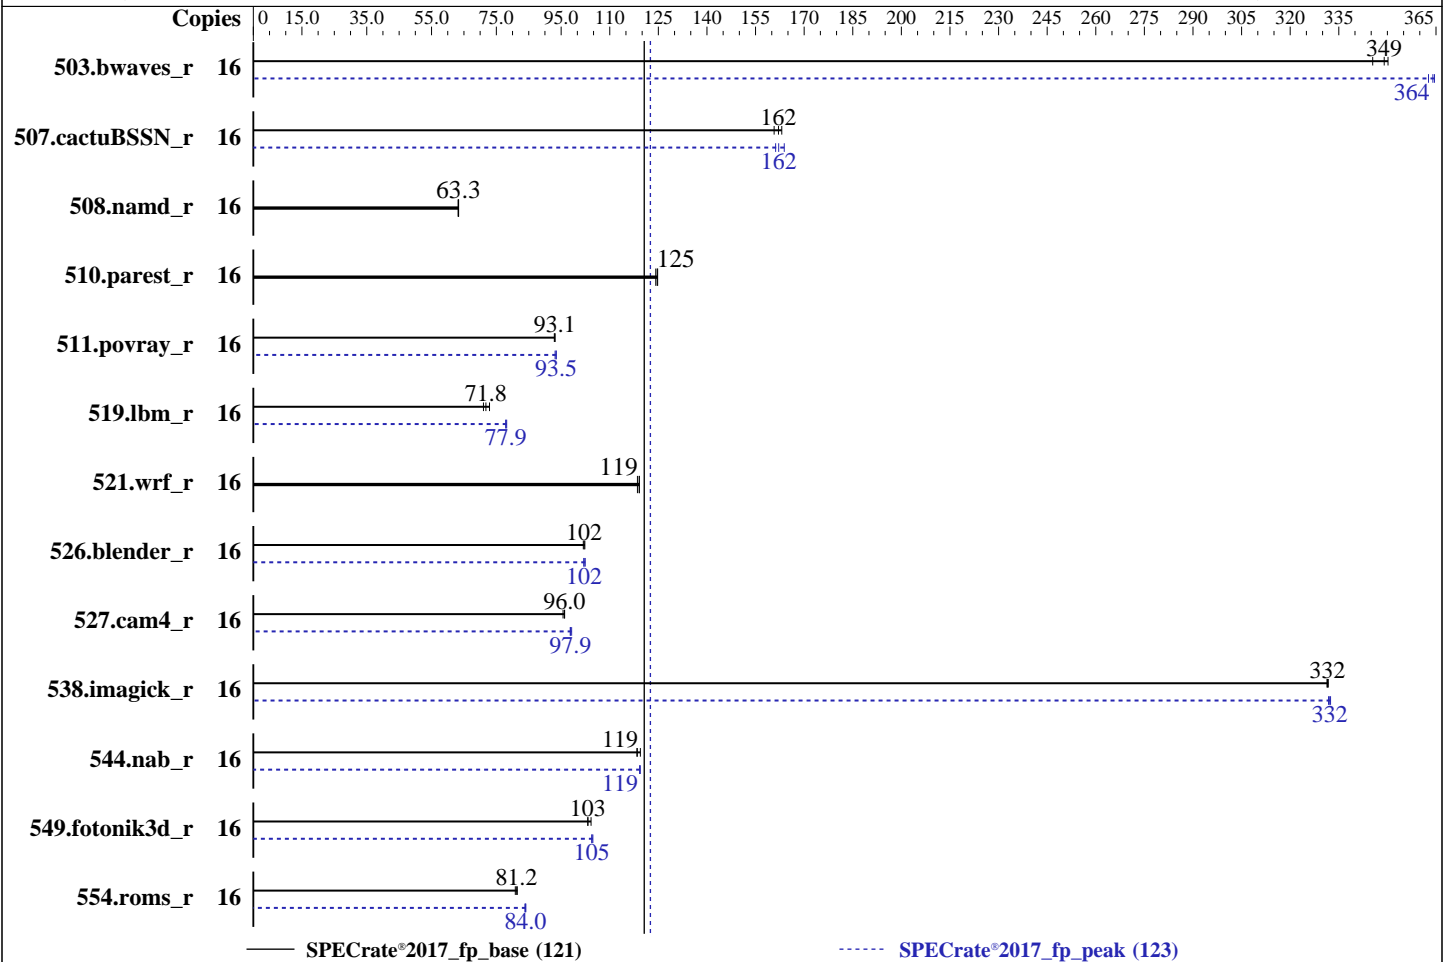 Copies 0 15.0 35.0 55.0 75.0 95.0 110 125 140 155 170 185 200 215 230 245 260 275 290 305 320 335 365
503.bwaves_r 16 349
364
507.cactuBSSN_r 16 162
162
508.namd_r 16 63.3
510.parest_r 16 125
511.povray_r 16 93.1
93.5
519.lbm_r 16 71.8
77.9
521.wrf_r 16 119
526.blender_r 16 102
102
527.cam4_r 16 96.0
97.9
538.imagick_r 16 332
332
544.nab_r 16 119
119
549.fotonik3d_r 16 103
105
554.roms_r 16 81.2
84.0
SPECrate®2017_fp_base (121) SPECrate®2017_fp_peak (123)